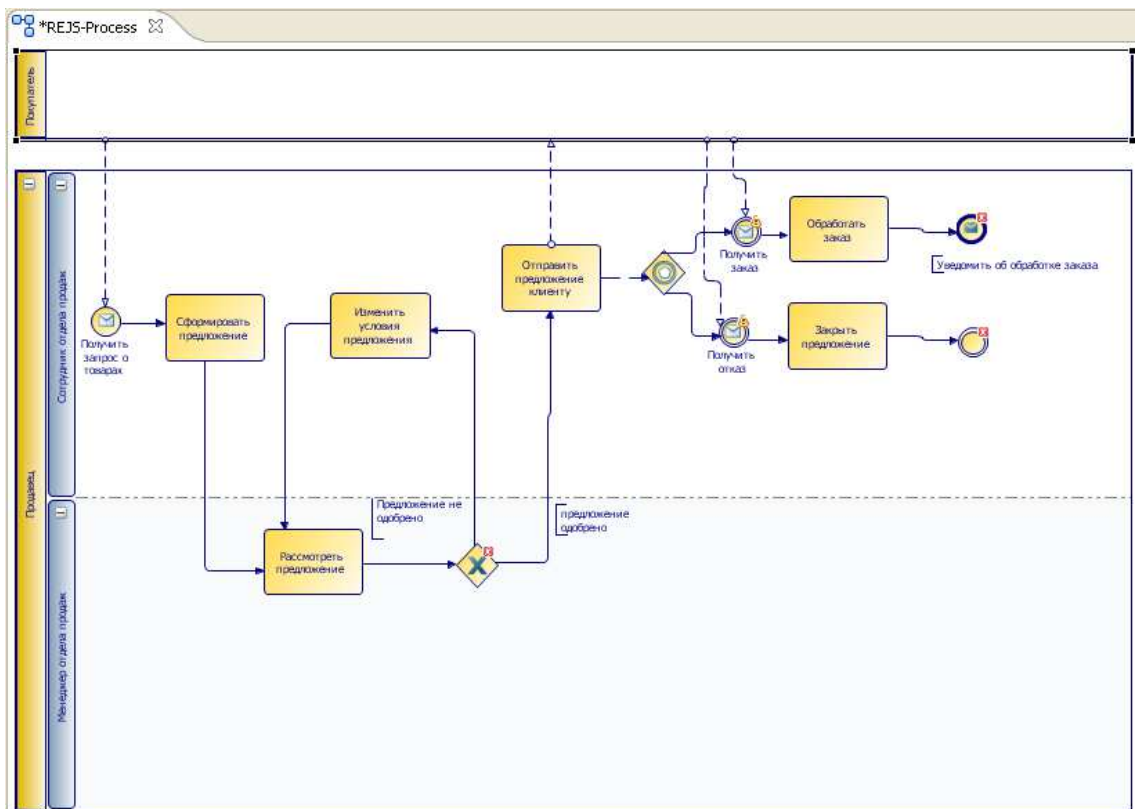 *REJS-Process
Покупатель
Продавец
Сотрудник отдела продаж
Получить
запрос о
товарах
Сформировать
предложение
Изменить
условия
предложения
Отправить
предложение
клиенту
Получить
заказ
Обработать
заказ
Уведомить об обработке заказа
Получить
отказ
Закрыть
предложение
Менеджер отдела продаж
Предложение не
одобрено
предложение
одобрено
Рассмотреть
предложение